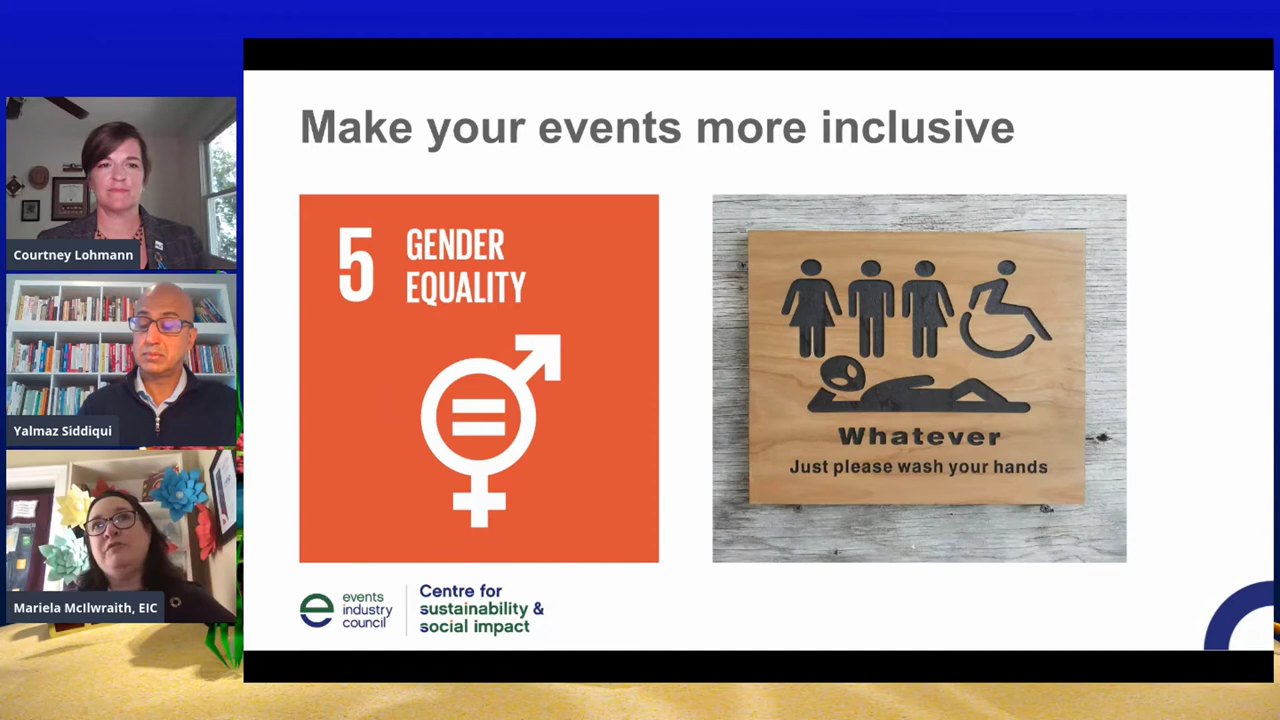 Make your events more inclusive
Courtney Lohmann
Yalmaz Siddiqui
Mariela McIlwraith, EIC
5 GENDER
EQUALITY
Whatever
Just please wash your hands
events
industry
council
Centre for
sustainability &
social impact